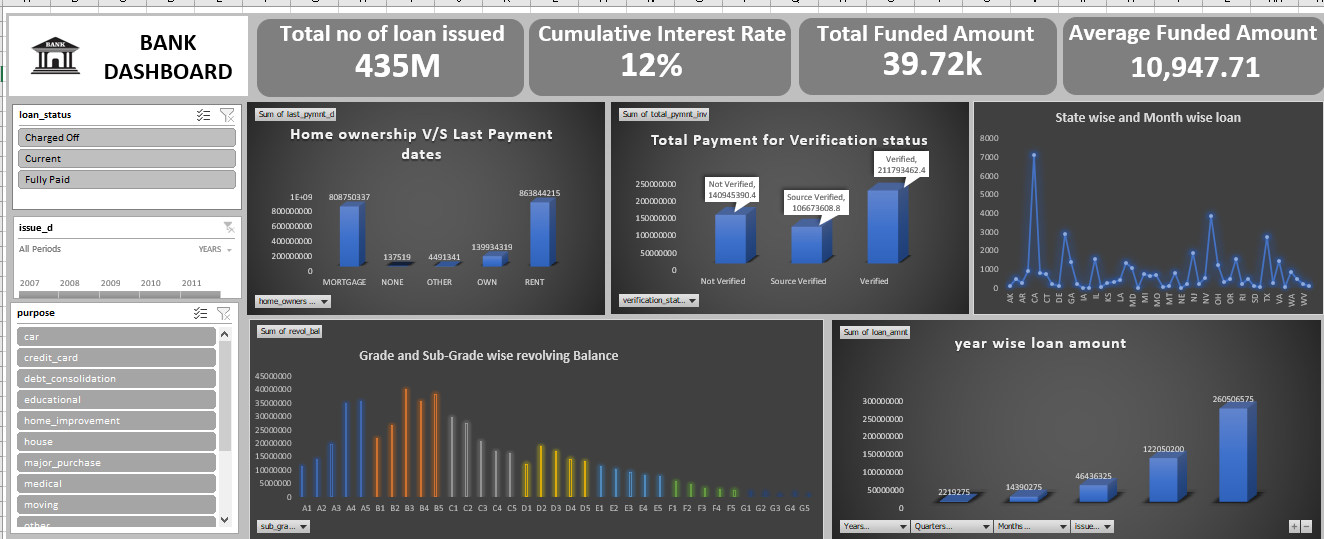 BANK
BANK
DASHBOARD
Total no of loan issued
435M
Cumulative Interest Rate
12%
Total Funded Amount
39.72k
Average Funded Amount
10,947.71
loan_status
Charged Off
Current
Fully Paid
issue_d
All Periods
YEARS
2007 2008 2009 2010 2011
purpose
car
credit_card
debt_consolidation
educational
home_improvement
house
major_purchase
medical
moving
other
Sum of last_pymnt_d
Home ownership V/S Last Payment
dates
1E+09
800000000
600000000
400000000
200000000
0
808750337
137519
4491341
139934319
863844215
MORTGAGE NONE OTHER OWN RENT
home_owners ...
Sum of total_pymnt_inv
Total Payment for Verification status
250000000
200000000
150000000
100000000
50000000
0
Not Verified,
140945390.4
Source Verified,
106673608.8
Verified,
211793462.4
Not Verified Source Verified Verified
verification_stat...
State wise and Month wise loan
8000
7000
6000
5000
4000
3000
2000
1000
0
AK AR CA CT DE GA IA IL KS LA MD MI MO MT NE NJ NV OH OR RI SD TX VA WA WV
Sum of revol_bal
Grade and Sub-Grade wise revolving Balance
45000000
40000000
35000000
30000000
25000000
20000000
15000000
10000000
5000000
0
A1 A2 A3 A4 A5 B1 B2 B3 B4 B5 C1 C2 C3 C4 C5 D1 D2 D3 D4 D5 E1 E2 E3 E4 E5 F1 F2 F3 F4 F5 G1 G2 G3 G4 G5
sub_gra...
Sum of loan_amnt
year wise loan amount
300000000
250000000
200000000
150000000
100000000
50000000
0
2219275
14390275
46436325
122050200
260506575
Years... Quarters... Months... issue...